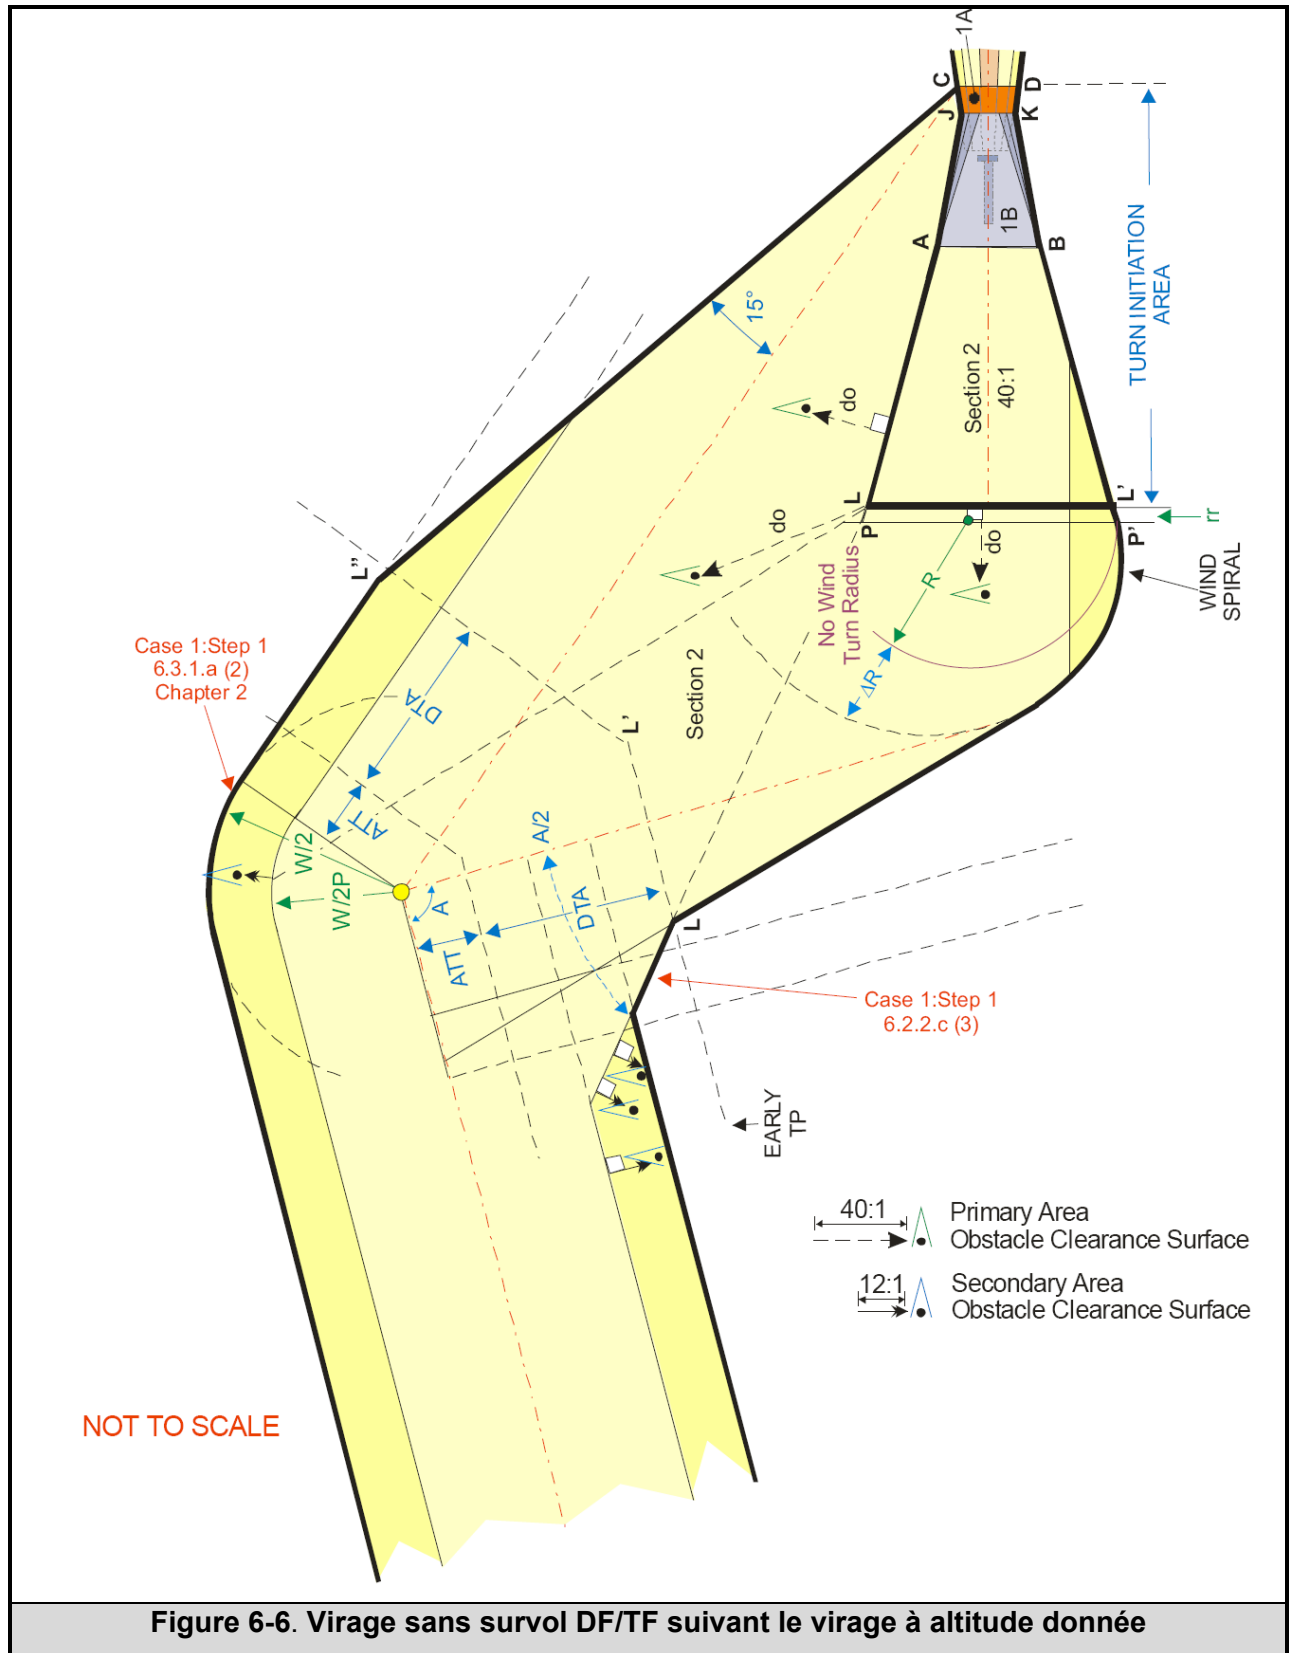 1A
C
D
J
K
1B
A
B
TURN INITIATION
AREA
15°
Section 2
40:1
do
L
L'
P
P'
rr
do
do
L''
No Wind
Turn Radius
R
ΔR
WIND
SPIRAL
Case 1:Step 1
6.3.1.a (2)
Chapter 2
DTA
L'
Section 2
ATT
W/2
W/2P
A/2
A
DTA
ATT
L
Case 1:Step 1
6.2.2.c (3)
EARLY
TP
40:1
Primary Area
Obstacle Clearance Surface
12:1
Secondary Area
Obstacle Clearance Surface
NOT TO SCALE
Figure 6-6. Virage sans survol DF/TF suivant le virage à altitude donnée